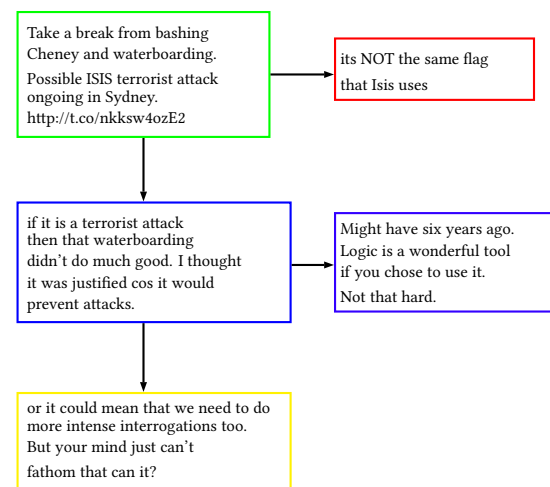 Take a break from bashing
Cheney and waterboarding.
Possible ISIS terrorist attack
ongoing in Sydney.
http://t.co/nkksw4ozE2
its NOT the same flag
that Isis uses
if it is a terrorist attack
then that waterboarding
didn't do much good. I thought
it was justified cos it would
prevent attacks.
Might have six years ago.
Logic is a wonderful tool
if you chose to use it.
Not that hard.
or it could mean that we need to do
more intense interrogations too.
But your mind just can't
fathom that can it?